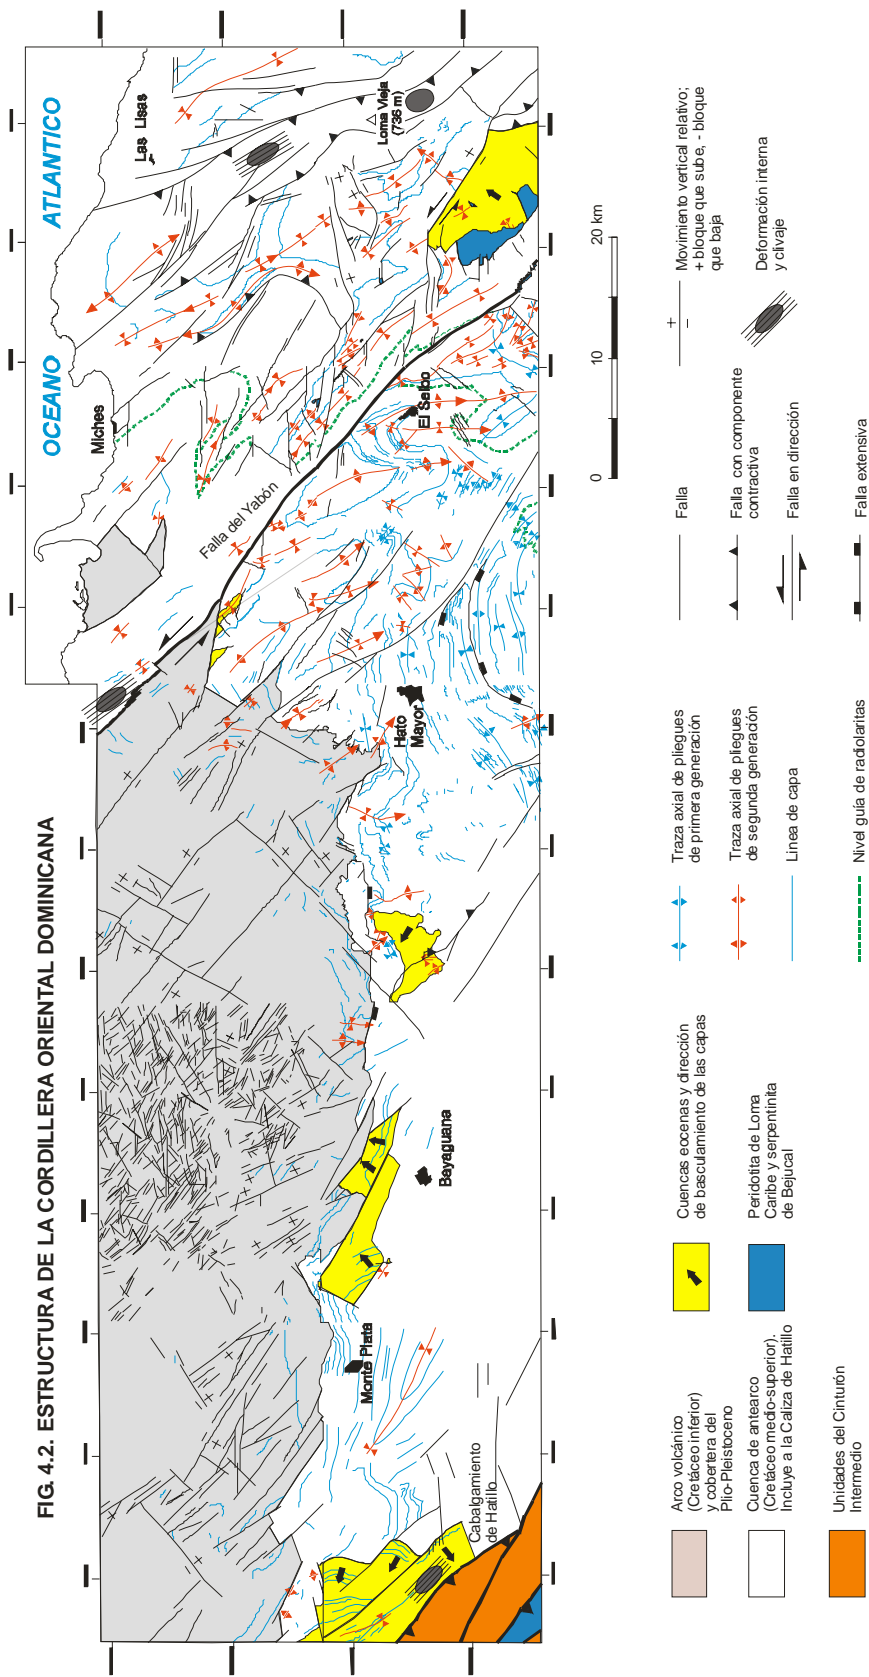 FIG. 4.2. ESTRUCTURA DE LA CORDILLERA ORIENTAL DOMINICANA
OCEANO
ATLANTICO
Miches
Las Lisas
Loma Vieja
(736 m)
Falla del Yabón
El Seibo
Hato
Mayor
Bayaguana
Monte Plata
Cabalgamiento
de Hatillo
0
10
20 km
Arco volcánico
(Cretáceo inferior)
y cobertera del
Plio-Pleistoceno
Cuenca de antearco
(Cretáceo medio-superior).
Incluye a la Caliza de Hatillo
Unidades del Cinturón
Intermedio
Cuencas eocenas y dirección
de basculamiento de las capas
Peridotita de Loma
Caribe y serpentinita
de Bejucal
Traza axial de pliegues
de primera generación
Traza axial de pliegues
de segunda generación
Linea de capa
Nivel guía de radiolaritas
Falla
Falla con componente
contractiva
Falla en dirección
Falla extensiva
+
–
Movimiento vertical relativo;
+ bloque que sube, - bloque
que baja
Deformación interna
y clivaje